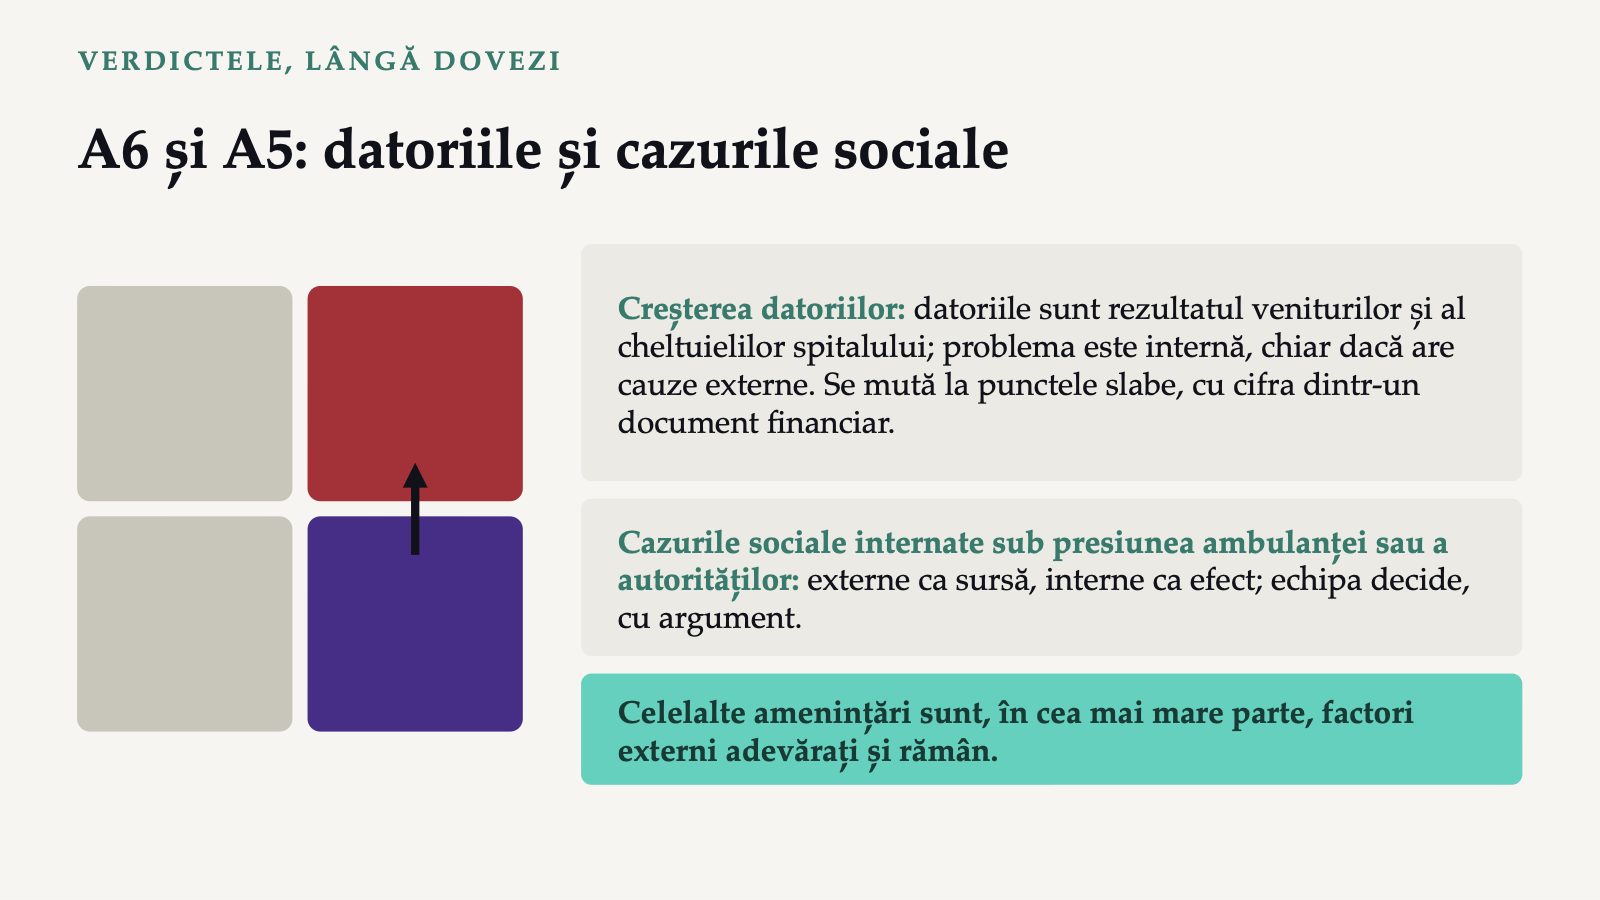 VERDICTELE, LÂNGĂ DOVEZI
A6 și A5: datoriile și cazurile sociale
Creșterea datoriilor: datoriile sunt rezultatul veniturilor și al
cheltuielilor spitalului; problema este internă, chiar dacă are
cauze externe. Se mută la punctele slabe, cu cifra dintr-un
document financiar.
Cazurile sociale internate sub presiunea ambulanței sau a
autorităților: externe ca sursă, interne ca efect; echipa decide,
cu argument.
Celelalte amenințări sunt, în cea mai mare parte, factori
externi adevărați și rămân.